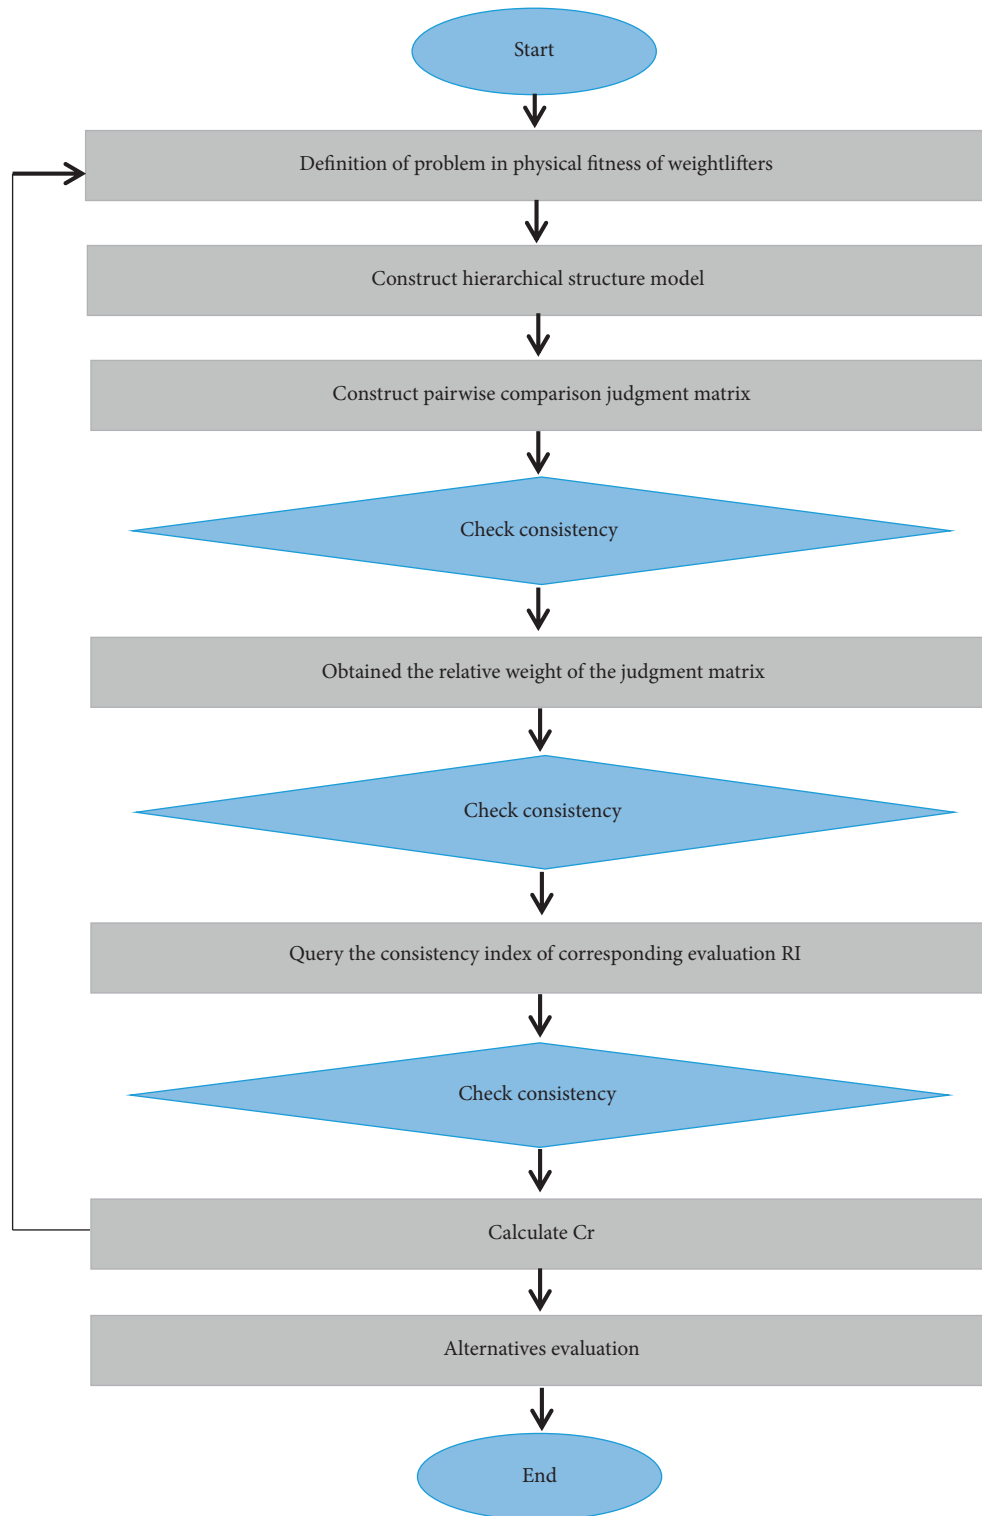 Start
Definition of problem in physical fitness of weightlifters
Construct hierarchical structure model
Construct pairwise comparison judgment matrix
Check consistency
Obtained the relative weight of the judgment matrix
Check consistency
Query the consistency index of corresponding evaluation RI
Check consistency
Calculate Cr
Alternatives evaluation
End